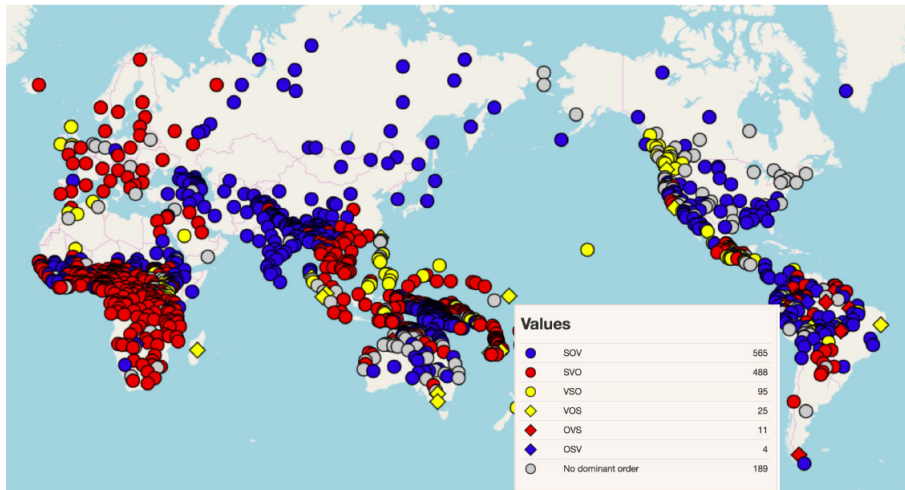 Values
SOV 565
SVO 488
VSO 95
VOS 25
OVS 11
OSV 4
No dominant order 189